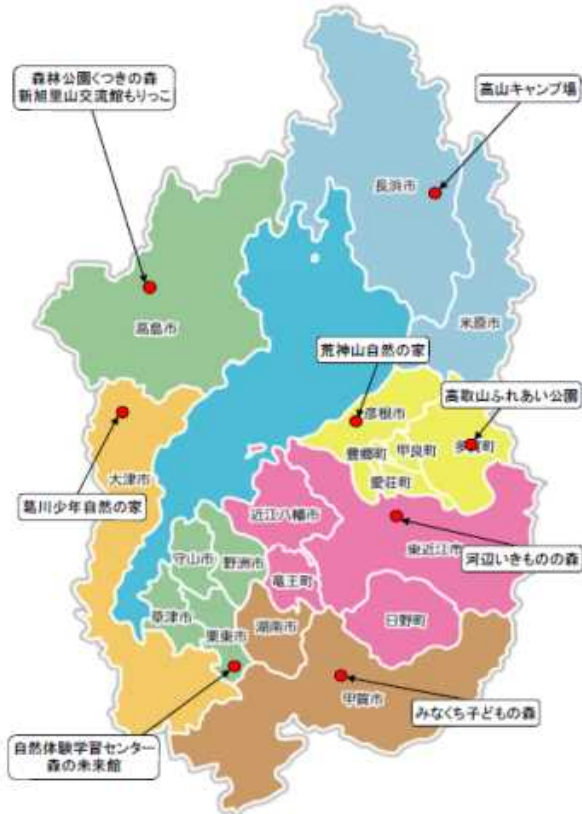 森林公園くつきの森
新旭里山交流館もりっこ
高山キャンプ場
長浜市
高島市
米原市
荒神山自然の家
高取山ふれあい公園
彦根市
豊郷町
甲良町
多賀町
愛荘町
大津市
葛川少年自然の家
近江八幡市
東近江市
河辺いきものの森
守山市
野洲市
竜王町
草津市
栗東市
湖南市
日野町
甲賀市
みなくち子どもの森
自然体験学習センター
森の未来館